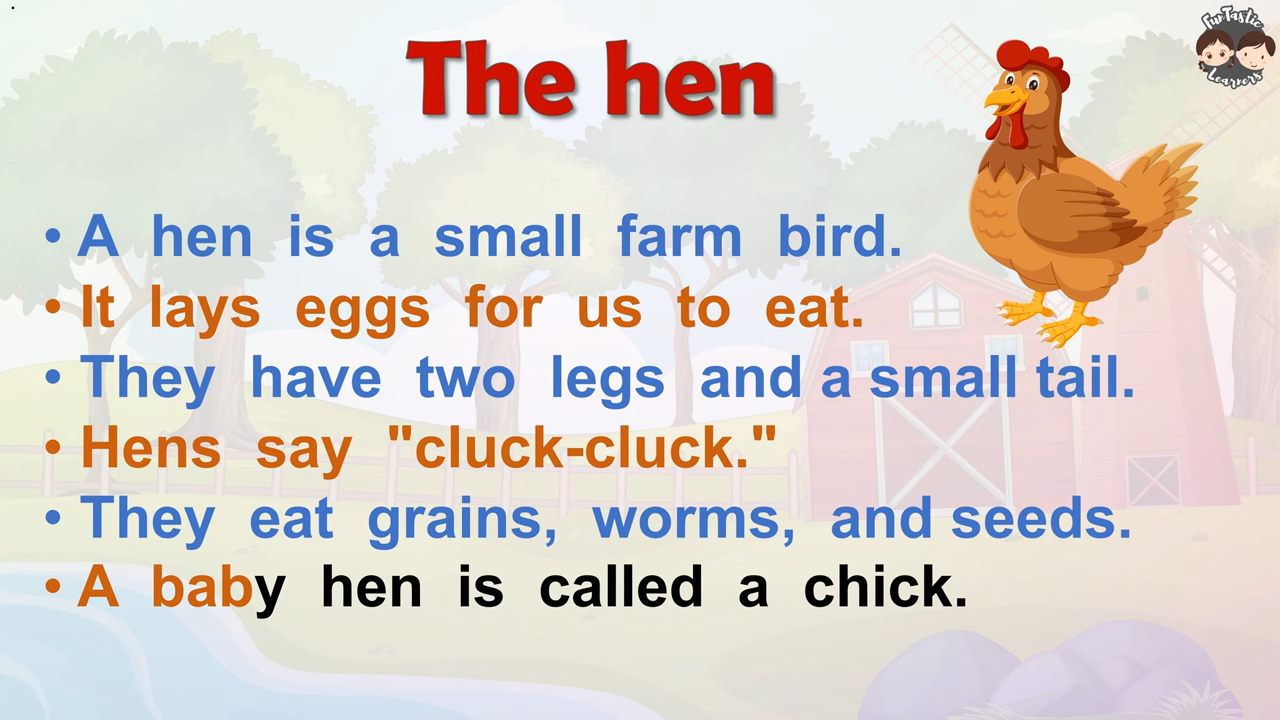 The hen
FunTastic
Learners
• A hen is a small farm bird.
• It lays eggs for us to eat.
• They have two legs and a small tail.
• Hens say "cluck-cluck."
• They eat grains, worms, and seeds.
• A baby hen is called a chick.